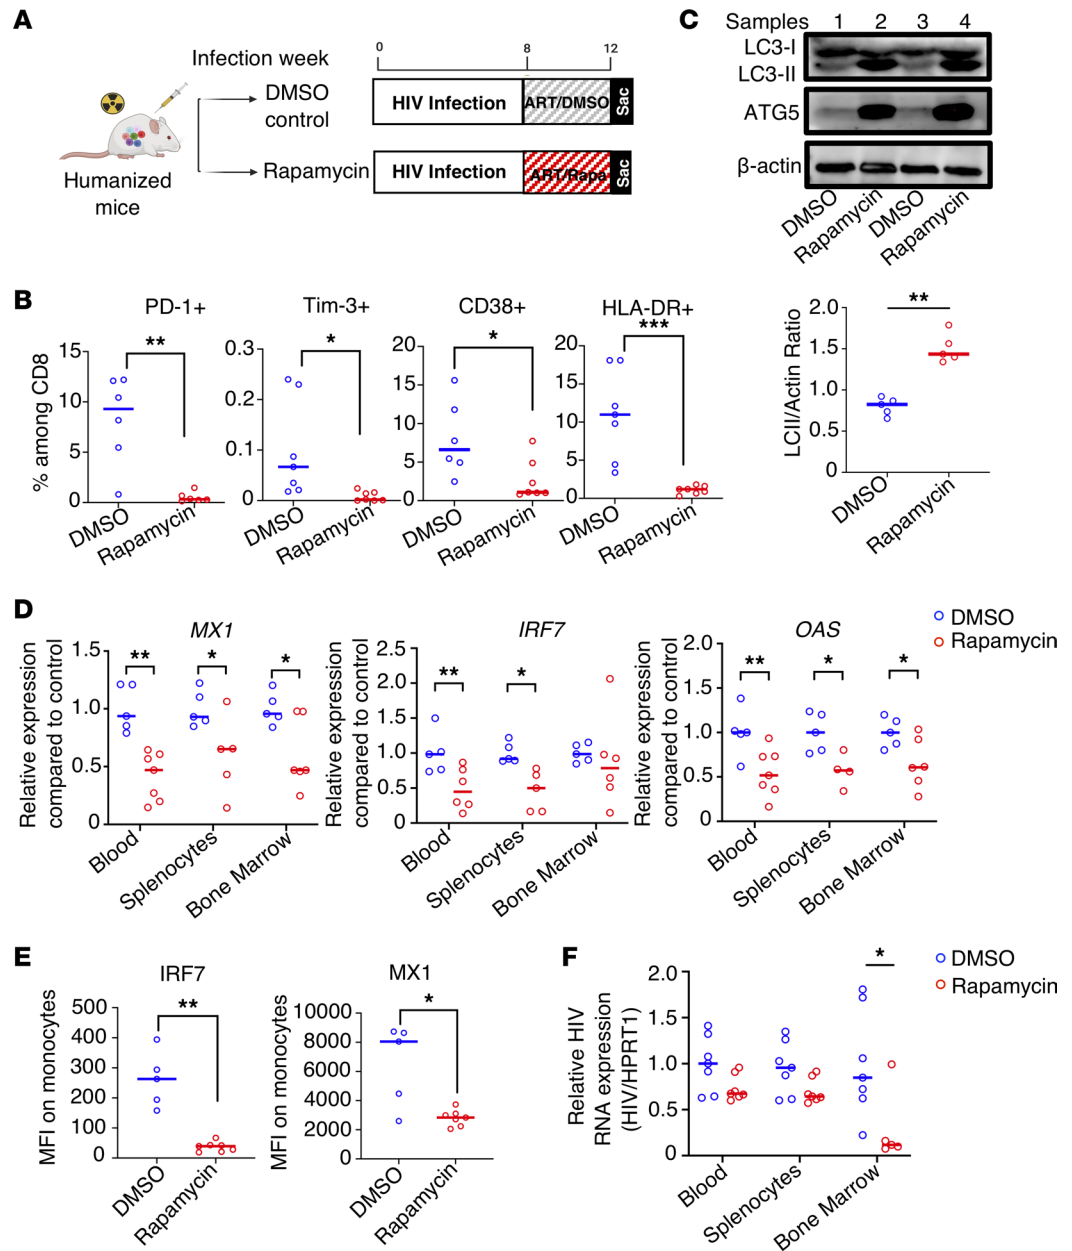 A
Infection week
0
8
12
DMSO
control
HIV Infection
ART/DMSO
Sac
Rapamycin
HIV Infection
ART/Rapa
Sac
Humanized
mice
C
Samples 1 2 3 4
LC3-I
LC3-II
ATG5
β-actin
DMSO
Rapamycin
DMSO
Rapamycin
LCII/Actin Ratio
2.0
1.5
1.0
0.5
0
**
DMSO
Rapamycin
B
% among CD8
PD-1+
**
15
10
5
0
DMSO
Rapamycin
Tim-3+
*
0.3
0.2
0.1
0
DMSO
Rapamycin
CD38+
*
20
15
10
5
0
DMSO
Rapamycin
HLA-DR+
***
20
15
10
5
0
DMSO
Rapamycin
D
MX1
Relative expression
compared to control
1.5
1.0
0.5
0
** * *
Blood
Splenocytes
Bone Marrow
IRF7
Relative expression
compared to control
2.5
2.0
1.5
1.0
0.5
0
** *
Blood
Splenocytes
Bone Marrow
OAS
Relative expression
compared to control
2.0
1.5
1.0
0.5
0
** * *
Blood
Splenocytes
Bone Marrow
DMSO
Rapamycin
E
IRF7
MFI on monocytes
500
400
300
200
100
0
**
DMSO
Rapamycin
MX1
MFI on monocytes
10000
8000
6000
4000
2000
0
*
DMSO
Rapamycin
F
Relative HIV
RNA expression
(HIV/HPRT1)
2.0
1.5
1.0
0.5
0
*
Blood
Splenocytes
Bone Marrow
DMSO
Rapamycin